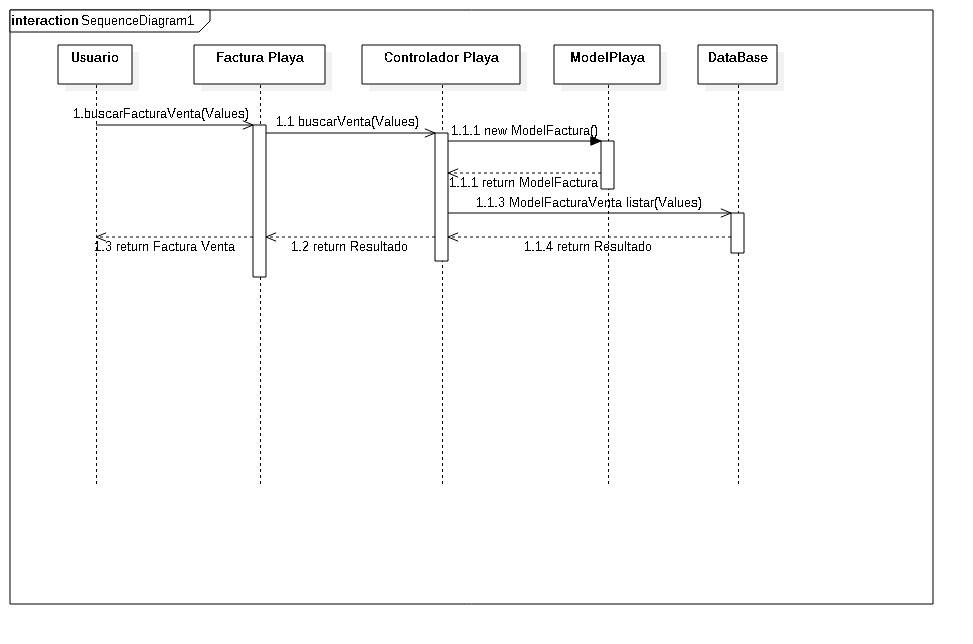 interaction SequenceDiagram1
Usuario
Factura Playa
Controlador Playa
ModelPlaya
DataBase
1.buscarFacturaVenta(Values)
1.1 buscarVenta(Values)
1.1.1 new ModelFactura()
1.1.1 return ModelFactura
1.1.3 ModelFacturaVenta listar(Values)
1.3 return Factura Venta
1.2 return Resultado
1.1.4 return Resultado